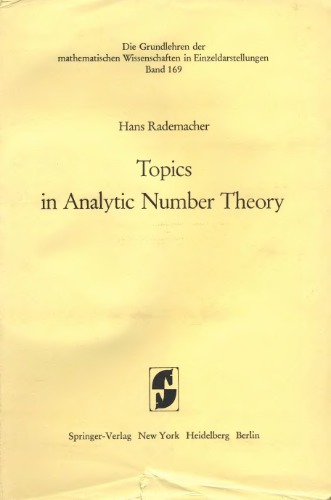 Die Grundlehren der
mathematischen Wissenschaften in Einzeldarstellungen
Band 169
Hans Rademacher
Topics
in Analytic Number Theory
Springer-Verlag New York Heidelberg Berlin